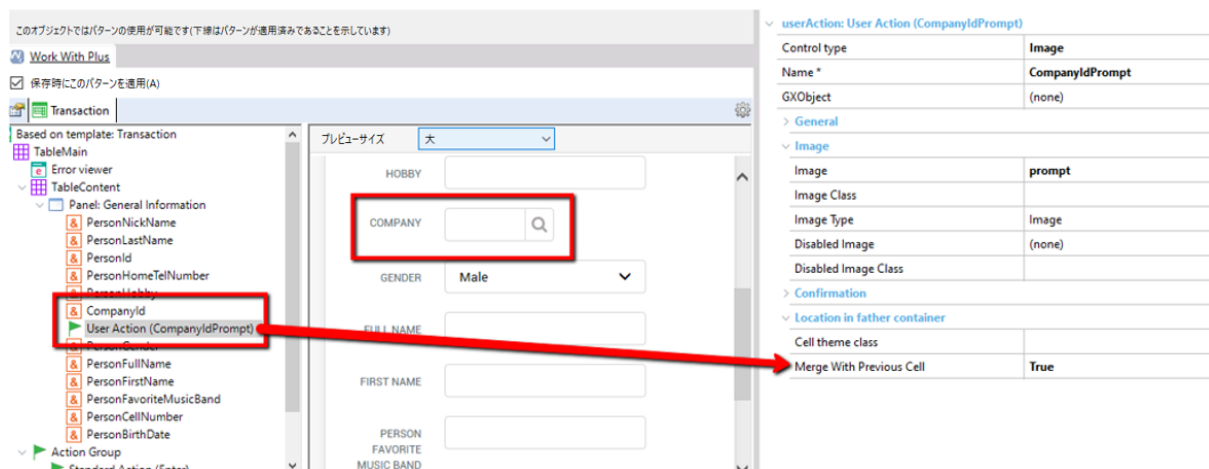 このオブジェクトではパターンの使用が可能です(下線はパターンが適用済みであることを示しています)
Work With Plus
保存時にこのパターンを適用(A)
Transaction
Based on template: Transaction
TableMain
Error viewer
TableContent
Panel: General Information
PersonNickName
PersonLastName
PersonId
PersonHomeTelNumber
PersonHobby
CompanyId
User Action (CompanyIdPrompt)
PersonGender
PersonFullName
PersonFirstName
PersonFavoriteMusicBand
PersonCellNumber
PersonBirthDate
Action Group
Standard Action (Enter)
プレビューサイズ
大
HOBBY
COMPANY
GENDER
Male
FULL NAME
FIRST NAME
PERSON
FAVORITE
MUSIC BAND
userAction: User Action (CompanyIdPrompt)
Control type Image
Name * CompanyIdPrompt
GXObject (none)
General
Image
Image prompt
Image Class
Image Type Image
Disabled Image (none)
Disabled Image Class
Confirmation
Location in father container
Cell theme class
Merge With Previous Cell True